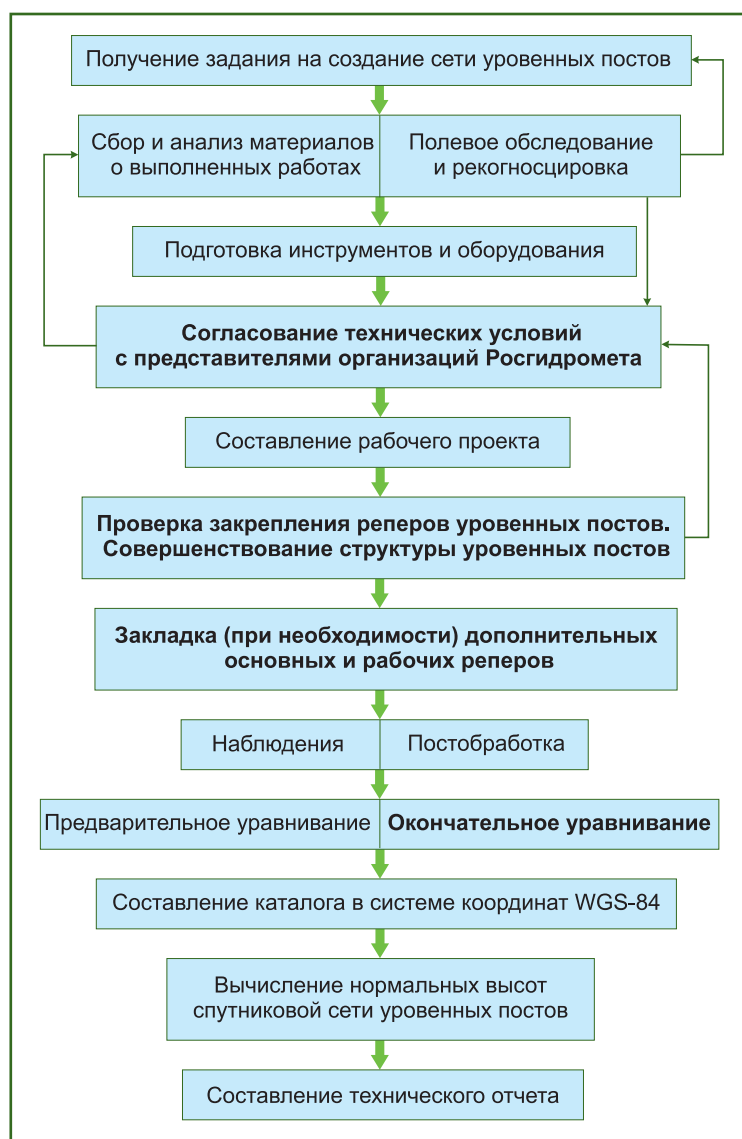 Получение задания на создание сети уровенных постов
Сбор и анализ материалов
о выполненных работах
Полевое обследование
и рекогносцировка
Подготовка инструментов и оборудования
Согласование технических условий
с представителями организаций Росгидромета
Составление рабочего проекта
Проверка закрепления реперов уровенных постов.
Совершенствование структуры уровенных постов
Закладка (при необходимости) дополнительных
основных и рабочих реперов
Наблюдения
Постобработка
Предварительное уравнивание
Окончательное уравнивание
Составление каталога в системе координат WGS-84
Вычисление нормальных высот
спутниковой сети уровенных постов
Составление технического отчета